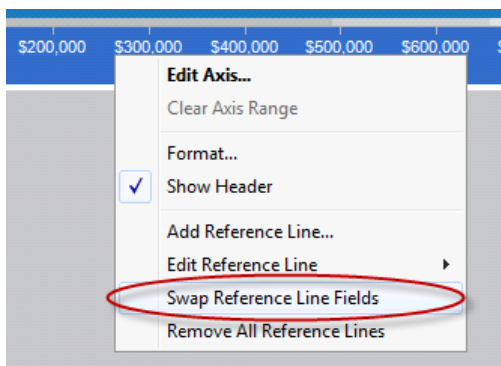 $200,000 $300,000 $400,000 $500,000 $600,000
Edit Axis...
Clear Axis Range
Format...
Show Header
Add Reference Line...
Edit Reference Line
Swap Reference Line Fields
Remove All Reference Lines